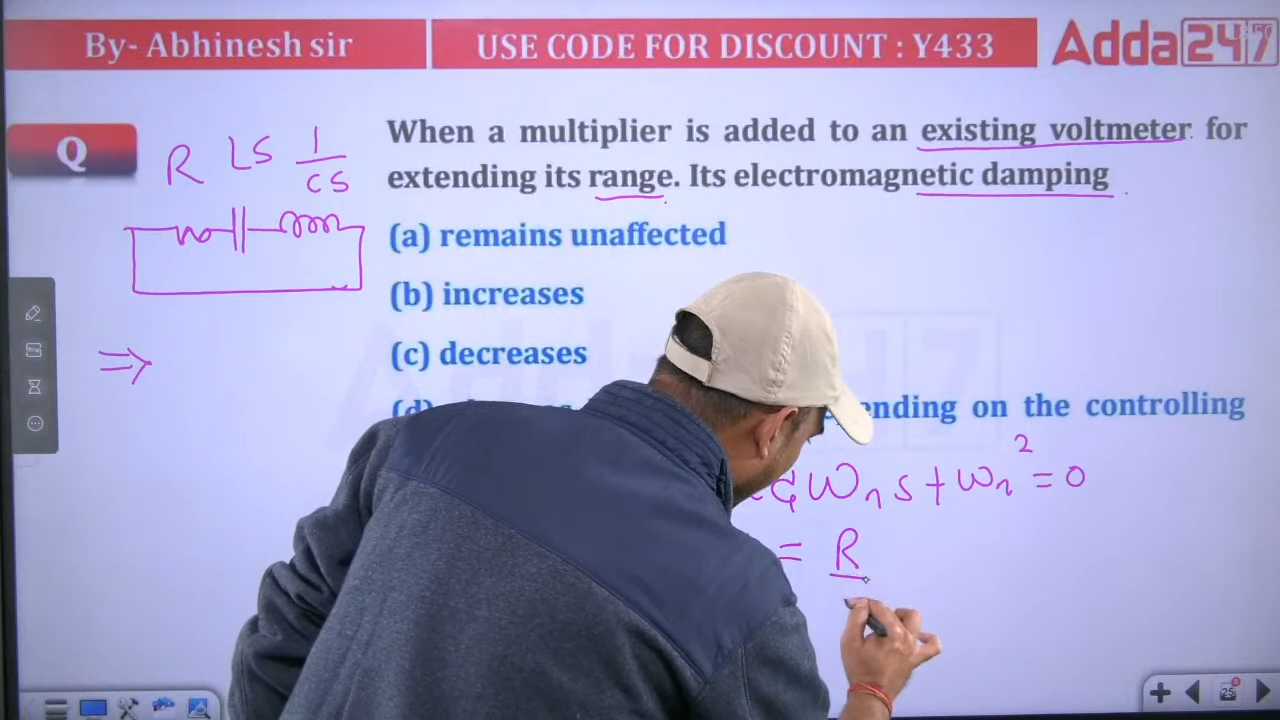 By- Abhinesh sir
USE CODE FOR DISCOUNT : Y433
Adda247
Q
R LS 1/CS
When a multiplier is added to an existing voltmeter for
extending its range. Its electromagnetic damping
(a) remains unaffected
(b) increases
(c) decreases
on the controlling
ωn s + ωn² = 0
= R
25